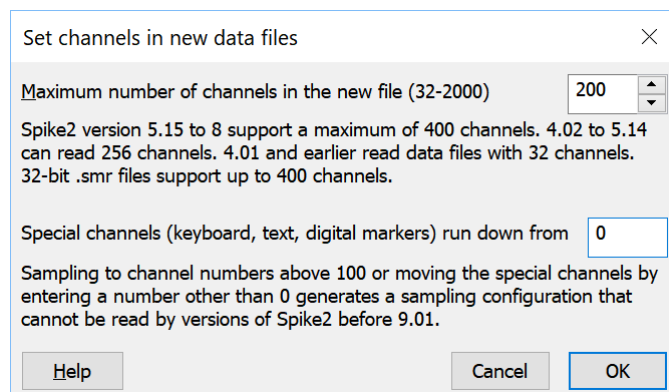 Set channels in new data files
Maximum number of channels in the new file (32-2000) 200
Spike2 version 5.15 to 8 support a maximum of 400 channels. 4.02 to 5.14
can read 256 channels. 4.01 and earlier read data files with 32 channels.
32-bit .smr files support up to 400 channels.
Special channels (keyboard, text, digital markers) run down from 0
Sampling to channel numbers above 100 or moving the special channels by
entering a number other than 0 generates a sampling configuration that
cannot be read by versions of Spike2 before 9.01.
Help Cancel OK